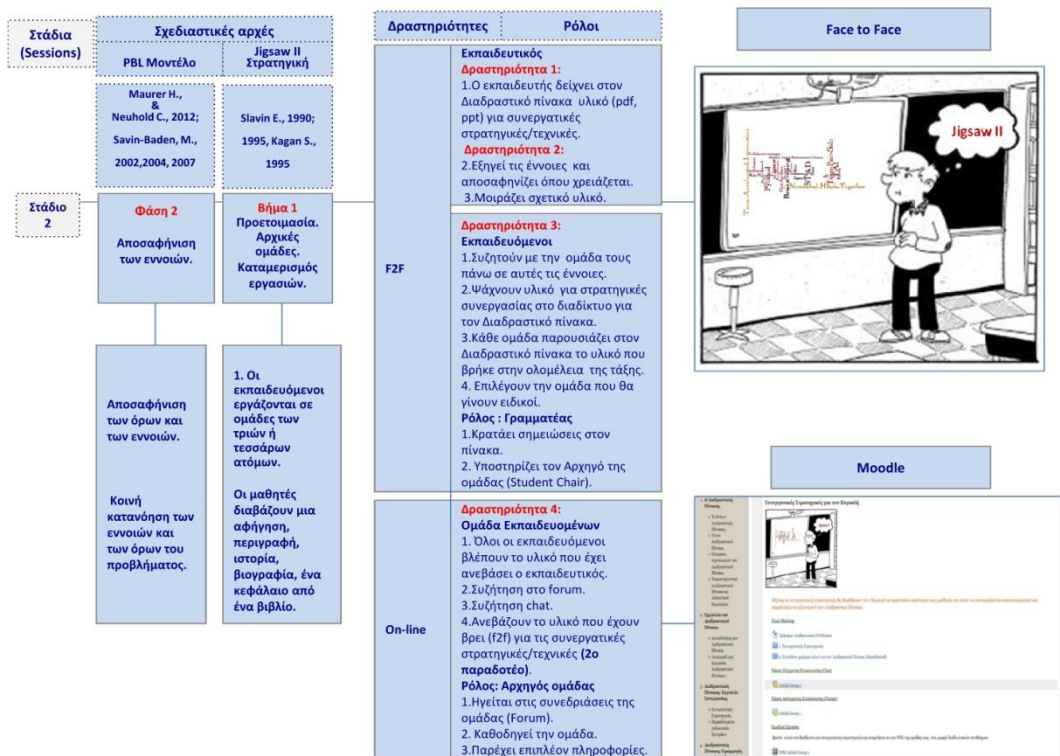 Στάδια
(Sessions)
Σχεδιαστικές αρχές
PBL Μοντέλο
Jigsaw II
Στρατηγική
Maurer H.,
&
Neuhold C., 2012;
Savin-Baden, M.,
2002,2004, 2007
Slavin E., 1990;
1995, Kagan S.,
1995
Στάδιο
2
Φάση 2
Αποσαφήνιση
των εννοιών.
Βήμα 1
Προετοιμασία.
Αρχικές
ομάδες.
Καταμερισμός
εργασιών.
Αποσαφήνιση
των όρων και
των εννοιών.
Κοινή
κατανόηση των
εννοιών και
των όρων του
προβλήματος.
1. Οι
εκπαιδευόμενοι
εργάζονται σε
ομάδες των
τριών ή
τεσσάρων
ατόμων.
Οι μαθητές
διαβάζουν μια
αφήγηση,
περιγραφή,
ιστορία,
βιογραφία, ένα
κεφάλαιο από
ένα βιβλίο.
Δραστηριότητες
Ρόλοι
F2F
Εκπαιδευτικός
Δραστηριότητα 1:
1.Ο εκπαιδευτής δείχνει στον
Διαδραστικό πίνακα υλικό (pdf,
ppt) για συνεργατικές
στρατηγικές/τεχνικές.
Δραστηριότητα 2:
2.Εξηγεί τις έννοιες και
αποσαφηνίζει όπου χρειάζεται.
3.Μοιράζει σχετικό υλικό.
Δραστηριότητα 3:
Εκπαιδευόμενοι
1.Συζητούν με την ομάδα τους
πάνω σε αυτές τις έννοιες.
2.Ψάχνουν υλικό για στρατηγικές
συνεργασίας στο διαδίκτυο για
τον Διαδραστικό πίνακα.
3.Κάθε ομάδα παρουσιάζει στον
Διαδραστικό πίνακα το υλικό που
βρήκε στην ολομέλεια της τάξης.
4. Επιλέγουν την ομάδα που θα
γίνουν ειδικοί.
Ρόλος : Γραμματέας
1.Κρατάει σημειώσεις στον
πίνακα.
2. Υποστηρίζει τον Αρχηγό της
ομάδας (Student Chair).
On-line
Δραστηριότητα 4:
Ομάδα Εκπαιδευομένων
1. Όλοι οι εκπαιδευόμενοι
βλέπουν το υλικό που έχει
ανεβάσει ο εκπαιδευτικός.
2.Συζήτηση στο forum.
3.Συζήτηση chat.
4.Ανεβάζουν το υλικό που έχουν
βρει (f2f) για τις συνεργατικές
στρατηγικές/τεχνικές (2ο
παραδοτέο).
Ρόλος: Αρχηγός ομάδας
1.Ηγείται στις συνεδριάσεις της
ομάδας (Forum).
2. Καθοδηγεί την ομάδα.
3.Παρέχει επιπλέον πληροφορίες.
Face to Face
Jigsaw II
STAD
Moodle